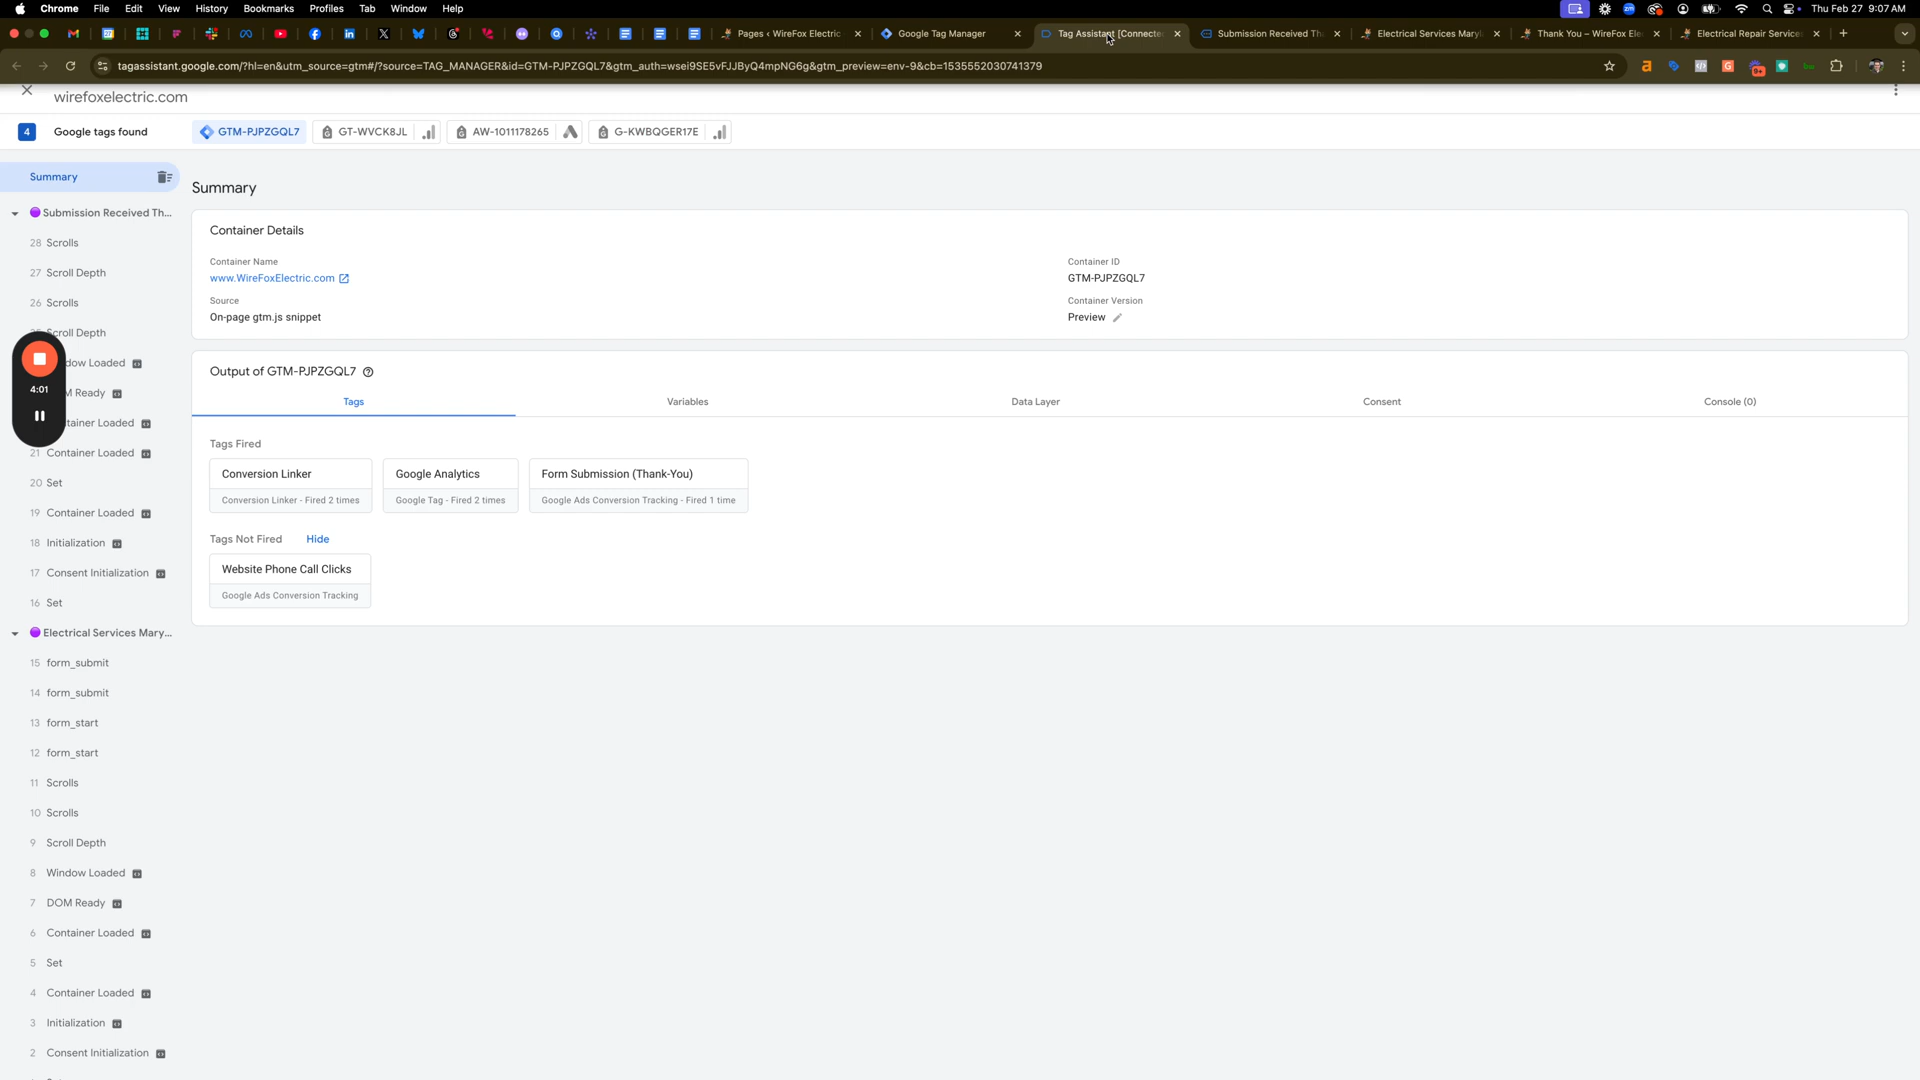 Chrome File Edit View History Bookmarks Profiles Tab Window Help Thu Feb 27 9:07 AM
Pages ‹ WireFox Electric Google Tag Manager Tag Assistant [Connecte Submission Received Th Electrical Services Maryl Thank You – WireFox Ele Electrical Repair Service
tagassistant.google.com/?hl=en&utm_source=gtm#/?source=TAG_MANAGER&id=GTM-PJPZGQL7&gtm_auth=wsei9SE5vFJJByQ4mpNG6g&gtm_preview=env-9&cb=1535552030741379
9+
wirefoxelectric.com
4 Google tags found GTM-PJPZGQL7 GT-WVCK8JL AW-1011178265 G-KWBQGER17E
Summary
Submission Received Th...
28 Scrolls
27 Scroll Depth
26 Scrolls
Scroll Depth
dow Loaded
M Ready
tainer Loaded
21 Container Loaded
20 Set
19 Container Loaded
18 Initialization
17 Consent Initialization
16 Set
Electrical Services Mary...
15 form_submit
14 form_submit
13 form_start
12 form_start
11 Scrolls
10 Scrolls
9 Scroll Depth
8 Window Loaded
7 DOM Ready
6 Container Loaded
5 Set
4 Container Loaded
3 Initialization
2 Consent Initialization
4:01
Summary
Container Details
Container Name
www.WireFoxElectric.com
Source
On-page gtm.js snippet
Container ID
GTM-PJPZGQL7
Container Version
Preview
Output of GTM-PJPZGQL7
Tags Variables Data Layer Consent Console (0)
Tags Fired
Conversion Linker
Conversion Linker - Fired 2 times
Google Analytics
Google Tag - Fired 2 times
Form Submission (Thank-You)
Google Ads Conversion Tracking - Fired 1 time
Tags Not Fired Hide
Website Phone Call Clicks
Google Ads Conversion Tracking